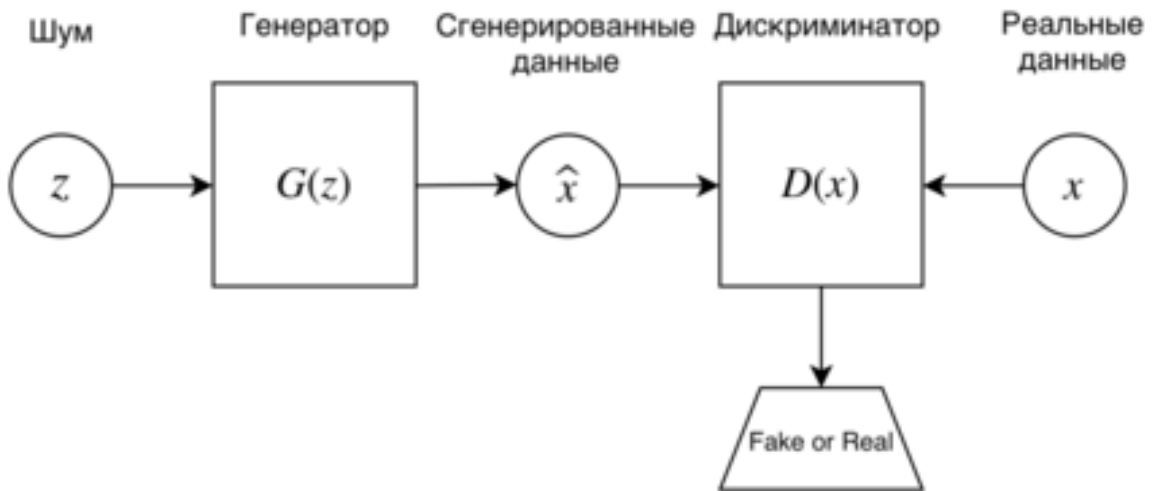 Шум
Генератор
Сгенерированные
данные
Дискриминатор
Реальные
данные
z
G(z)
x̂
D(x)
x
Fake or Real